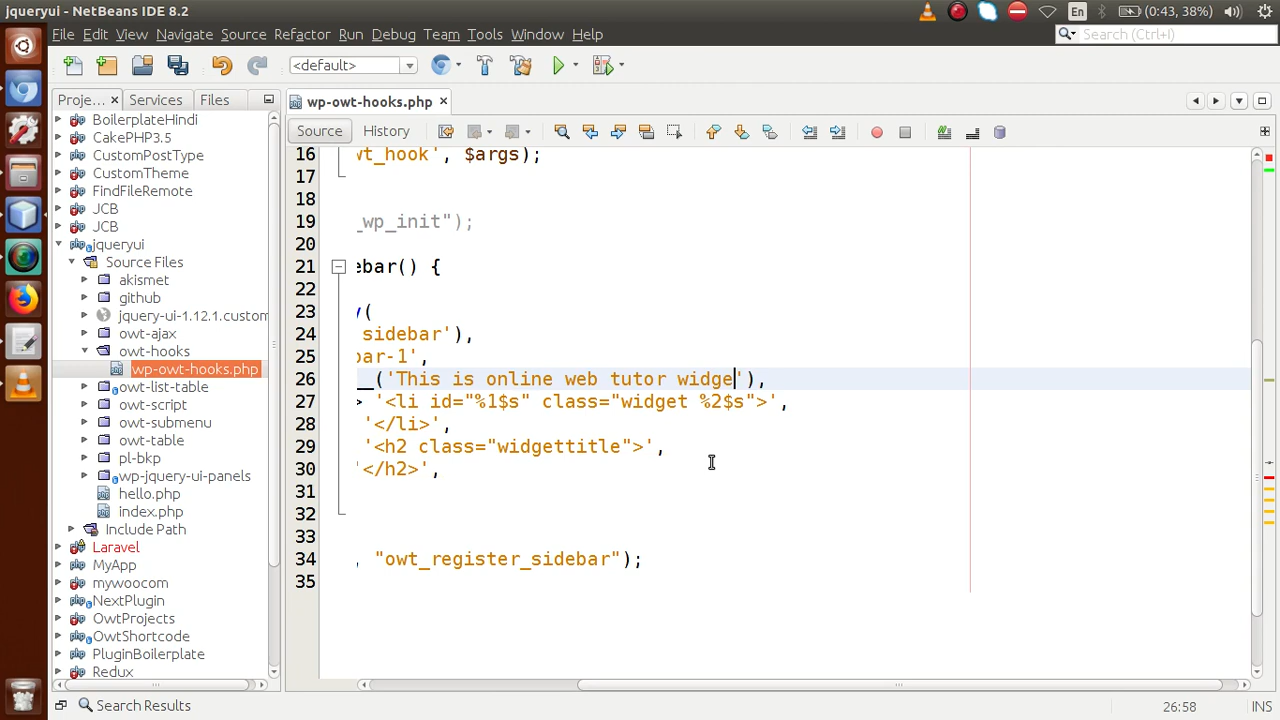 jqueryui - NetBeans IDE 8.2
En
(0:43, 38%)
File Edit View Navigate Source Refactor Run Debug Team Tools Window Help
Search (Ctrl+I)
<default>
Proje... Services Files
wp-owt-hooks.php
Source History
BoilerplateHindi
CakePHP3.5
CustomPostType
CustomTheme
FindFileRemote
JCB
JCB
jqueryui
Source Files
akismet
github
jquery-ui-1.12.1.custom
owt-ajax
owt-hooks
wp-owt-hooks.php
owt-list-table
owt-script
owt-submenu
owt-table
pl-bkp
wp-jquery-ui-panels
hello.php
index.php
Include Path
Laravel
MyApp
mywoocom
NextPlugin
OwtProjects
OwtShortcode
PluginBoilerplate
Redux
16 wt_hook', $args);
17
18
19 _wp_init");
20
21 ebar() {
22
23 y(
24 sidebar'),
25 bar-1',
26 __('This is online web tutor widge'),
27 > '<li id="%1$s" class="widget %2$s">',
28 '</li>',
29 '<h2 class="widgettitle">',
30 '</h2>',
31
32
33
34 , "owt_register_sidebar");
35
Search Results
26:58 INS